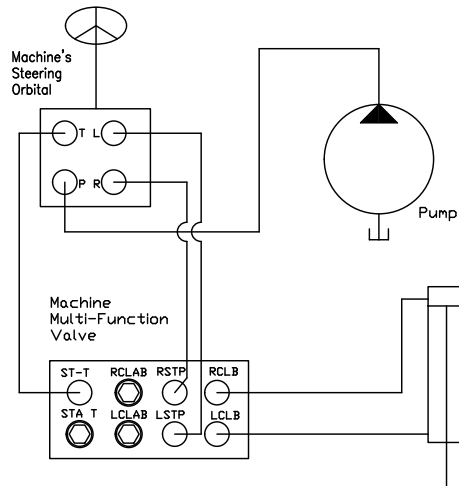 Machine's
Steering
Orbital
T L
P R
Pump
Machine
Multi-Function
Valve
ST-T RCLAB RSTP RCLB
STA T LCLAB LSTP LCLB